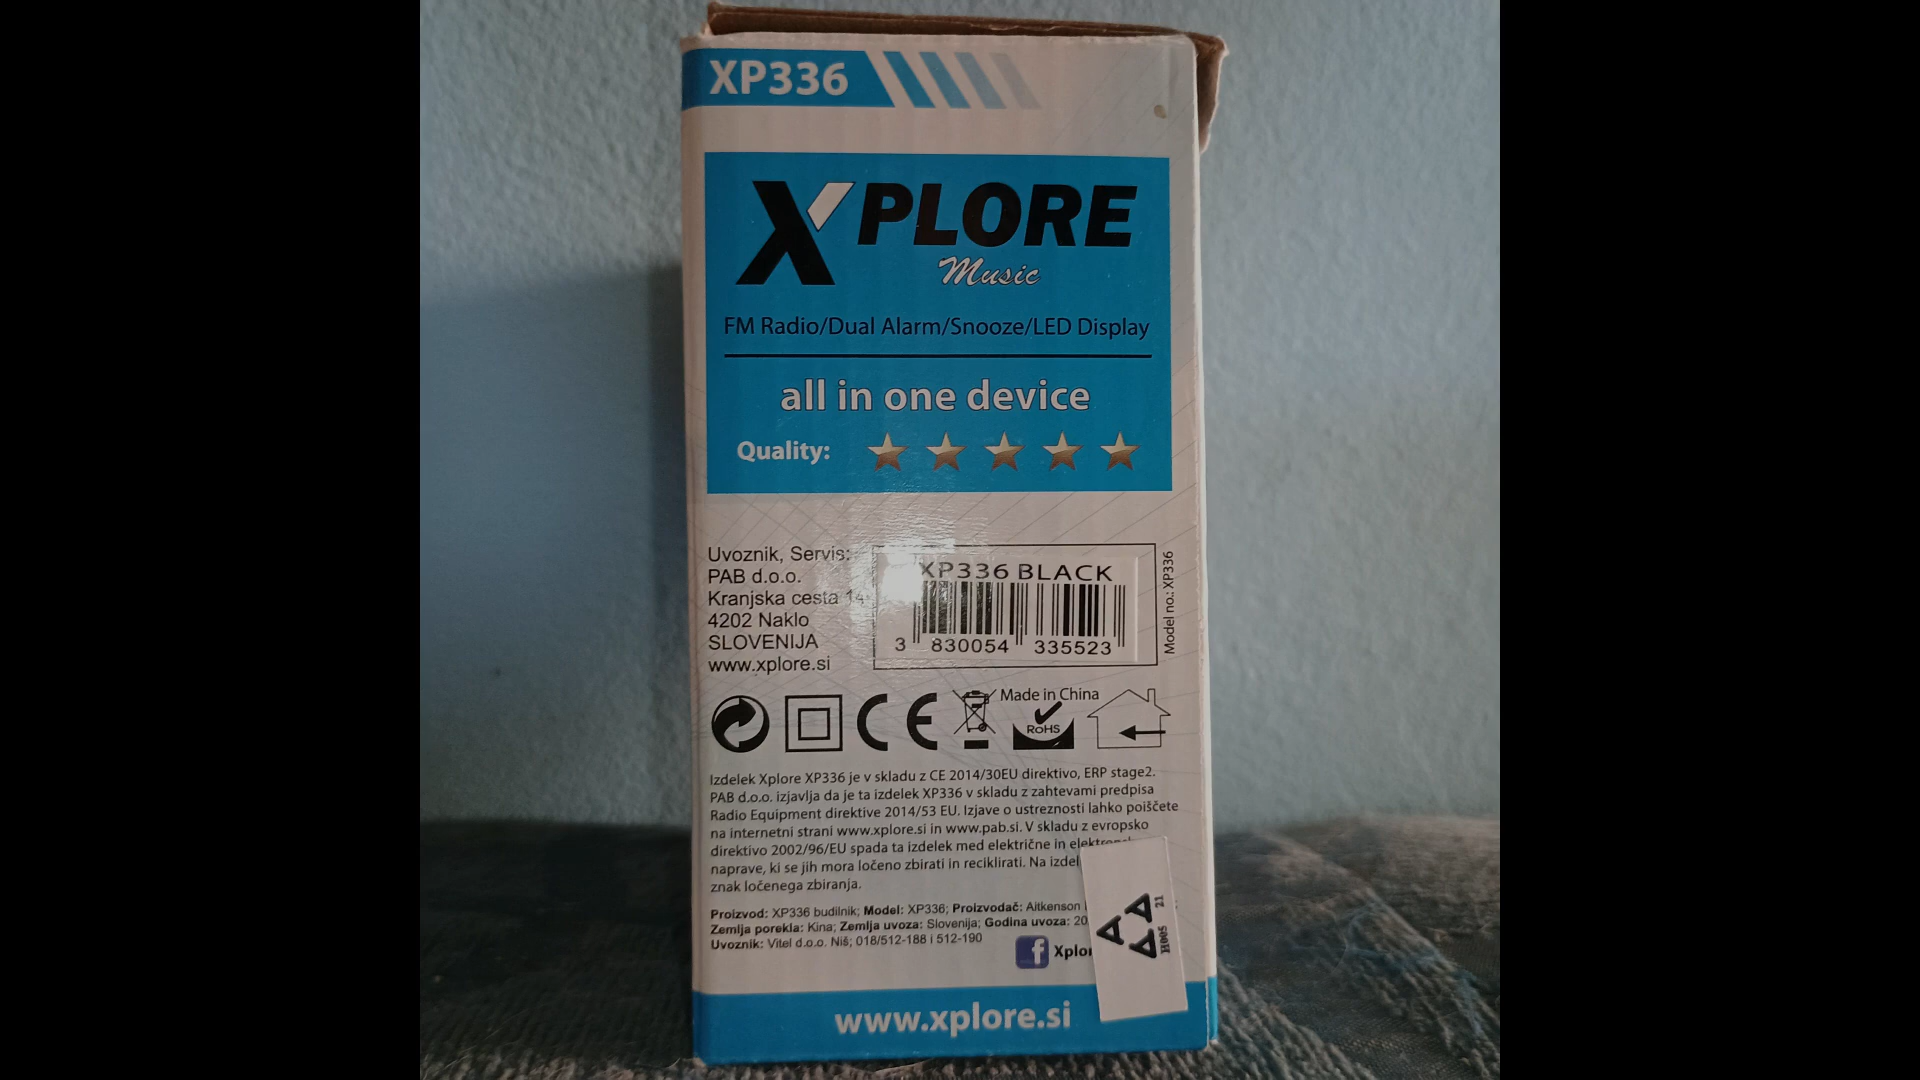 XP336
XPLORE
Music
FM Radio/Dual Alarm/Snooze/LED Display
all in one device
Quality:
Uvoznik, Servis:
PAB d.o.o.
Kranjska cesta 14
4202 Naklo
SLOVENIJA
www.xplore.si
XP336 BLACK
3 830054 335523
Model no.: XP336
Made in China
CE
RoHS
Izdelek Xplore XP336 je v skladu z CE 2014/30EU direktivo, ERP stage2.
PAB d.o.o. izjavlja da je ta izdelek XP336 v skladu z zahtevami predpisa
Radio Equipment direktive 2014/53 EU. Izjave o ustreznosti lahko poiščete
na internetni strani www.xplore.si in www.pab.si. V skladu z evropsko
direktivo 2002/96/EU spada ta izdelek med električne in
naprave, ki se jih mora ločeno zbirati in reciklirati. Na
znak ločenega zbiranja.
Proizvod: XP336 budilnik; Model: XP336; Proizvođač: Aitkenson
Zemlja porekla: Kina; Zemlja uvoza: Slovenija; Godina uvoza:
Uvoznik: Vitel d.o.o. Niš; 018/512-188 i 512-190
f
H005 21
www.xplore.si